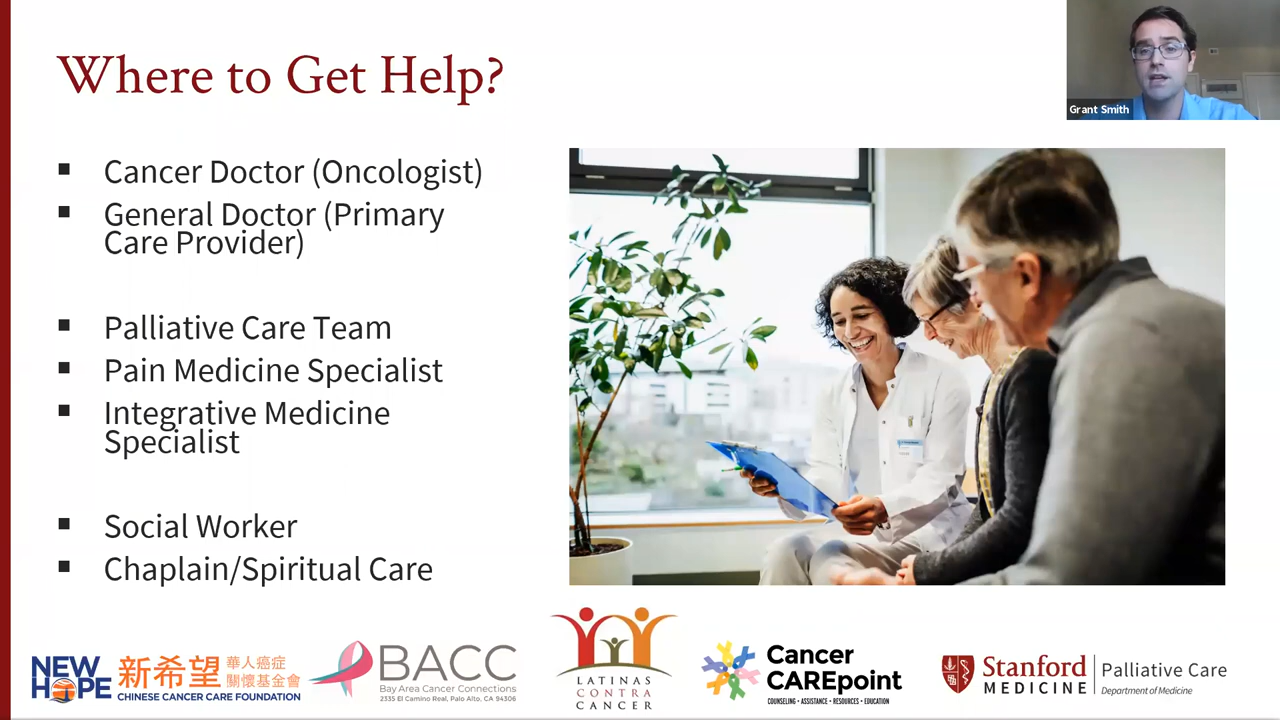 Where to Get Help?
Grant Smith
▪ Cancer Doctor (Oncologist)
▪ General Doctor (Primary
Care Provider)
▪ Palliative Care Team
▪ Pain Medicine Specialist
▪ Integrative Medicine
Specialist
▪ Social Worker
▪ Chaplain/Spiritual Care
NEW HOPE
新希望
華人癌症
關懷基金會
CHINESE CANCER CARE FOUNDATION
BACC
Bay Area Cancer Connections
2335 El Camino Real, Palo Alto, CA 94306
LATINAS
CONTRA
CANCER
Cancer
CAREpoint
COUNSELING • ASSISTANCE • RESOURCES • EDUCATION
Stanford
MEDICINE
Palliative Care
Department of Medicine